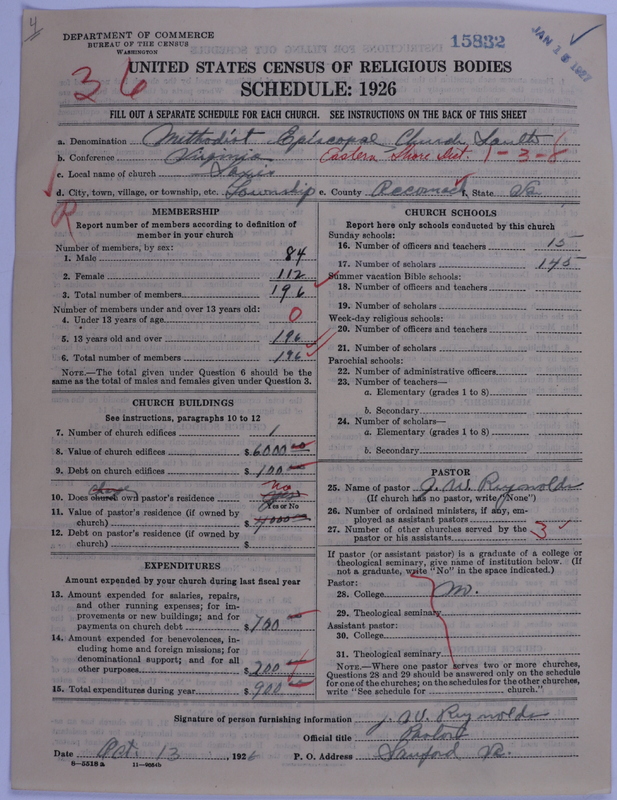 4
DEPARTMENT OF COMMERCE
BUREAU OF THE CENSUS
WASHINGTON
15832
JAN 1 1927
36
UNITED STATES CENSUS OF RELIGIOUS BODIES
SCHEDULE: 1926
FILL OUT A SEPARATE SCHEDULE FOR EACH CHURCH. SEE INSTRUCTIONS ON THE BACK OF THIS SHEET
a. Denomination Methodist Episcopal Church South
b. Conference Virginia Eastern Shore Dist. 1-3-8
c. Local name of church
d. City, town, village, or township, etc. Township e. County Accomack f. State Va.
MEMBERSHIP
Report number of members according to definition of member in your church
Number of members, by sex:
1. Male 84
2. Female 112
3. Total number of members 196
Number of members under and over 13 years old:
4. Under 13 years of age 0
5. 13 years old and over 196
6. Total number of members 196
NOTE.—The total given under Question 6 should be the same as the total of males and females given under Question 3.
CHURCH BUILDINGS
See instructions, paragraphs 10 to 12
7. Number of church edifices 1
8. Value of church edifices $ 6000
9. Debt on church edifices $ 100
charge no
10. Does church own pastor's residence Yes
Yes or No
11. Value of pastor's residence (if owned by
church) $ 4000
12. Debt on pastor's residence (if owned by
church) $
EXPENDITURES
Amount expended by your church during last fiscal year
13. Amount expended for salaries, repairs,
and other running expenses; for im-
provements or new buildings; and for
payments on church debt $ 700
14. Amount expended for benevolences, in-
cluding home and foreign missions; for
denominational support; and for all
other purposes $ 200
15. Total expenditures during year $ 900
CHURCH SCHOOLS
Report here only schools conducted by this church
Sunday schools:
16. Number of officers and teachers 15
17. Number of scholars 145
Summer vacation Bible schools:
18. Number of officers and teachers
19. Number of scholars
Week-day religious schools:
20. Number of officers and teachers
21. Number of scholars
Parochial schools:
22. Number of administrative officers
23. Number of teachers—
a. Elementary (grades 1 to 8)
b. Secondary
24. Number of scholars—
a. Elementary (grades 1 to 8)
b. Secondary
PASTOR
25. Name of pastor J. W. Reynolds
(If church has no pastor, write "None")
26. Number of ordained ministers, if any, em-
ployed as assistant pastors
27. Number of other churches served by the
pastor or his assistants 3
If pastor (or assistant pastor) is a graduate of a college or theological seminary, give name of institution below. (If not a graduate, write "No" in the space indicated.)
Pastor:
28. College No.
29. Theological seminary
Assistant pastor:
30. College
31. Theological seminary
NOTE.—Where one pastor serves two or more churches, Questions 28 and 29 should be answered only on the schedule for one of the churches; on the schedules for the other churches, write "See schedule for church."
Signature of person furnishing information J. W. Reynolds
Official title Pastor
Date Oct. 13, 1926 P. O. Address Sanford Va.
8-5518 a 11-9084b